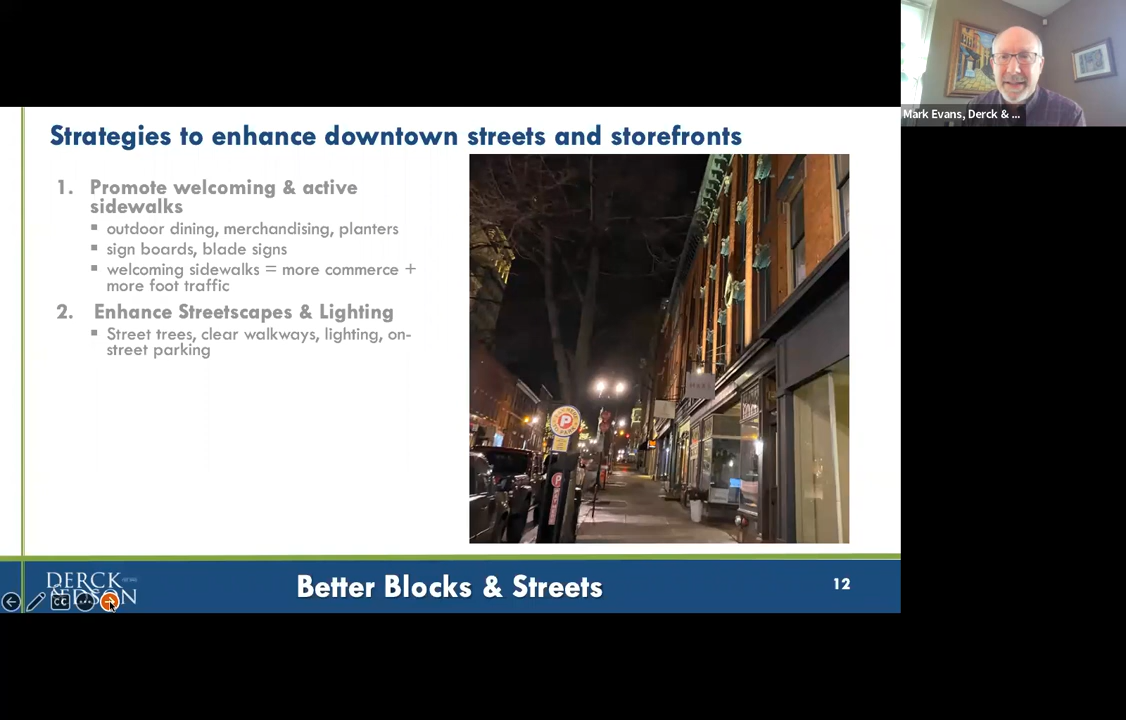 Mark Evans, Derck & ...
Strategies to enhance downtown streets and storefronts
1. Promote welcoming & active
sidewalks
▪ outdoor dining, merchandising, planters
▪ sign boards, blade signs
▪ welcoming sidewalks = more commerce +
more foot traffic
2. Enhance Streetscapes & Lighting
▪ Street trees, clear walkways, lighting, on-
street parking
P
P
DERCK
Better Blocks & Streets
12
CC